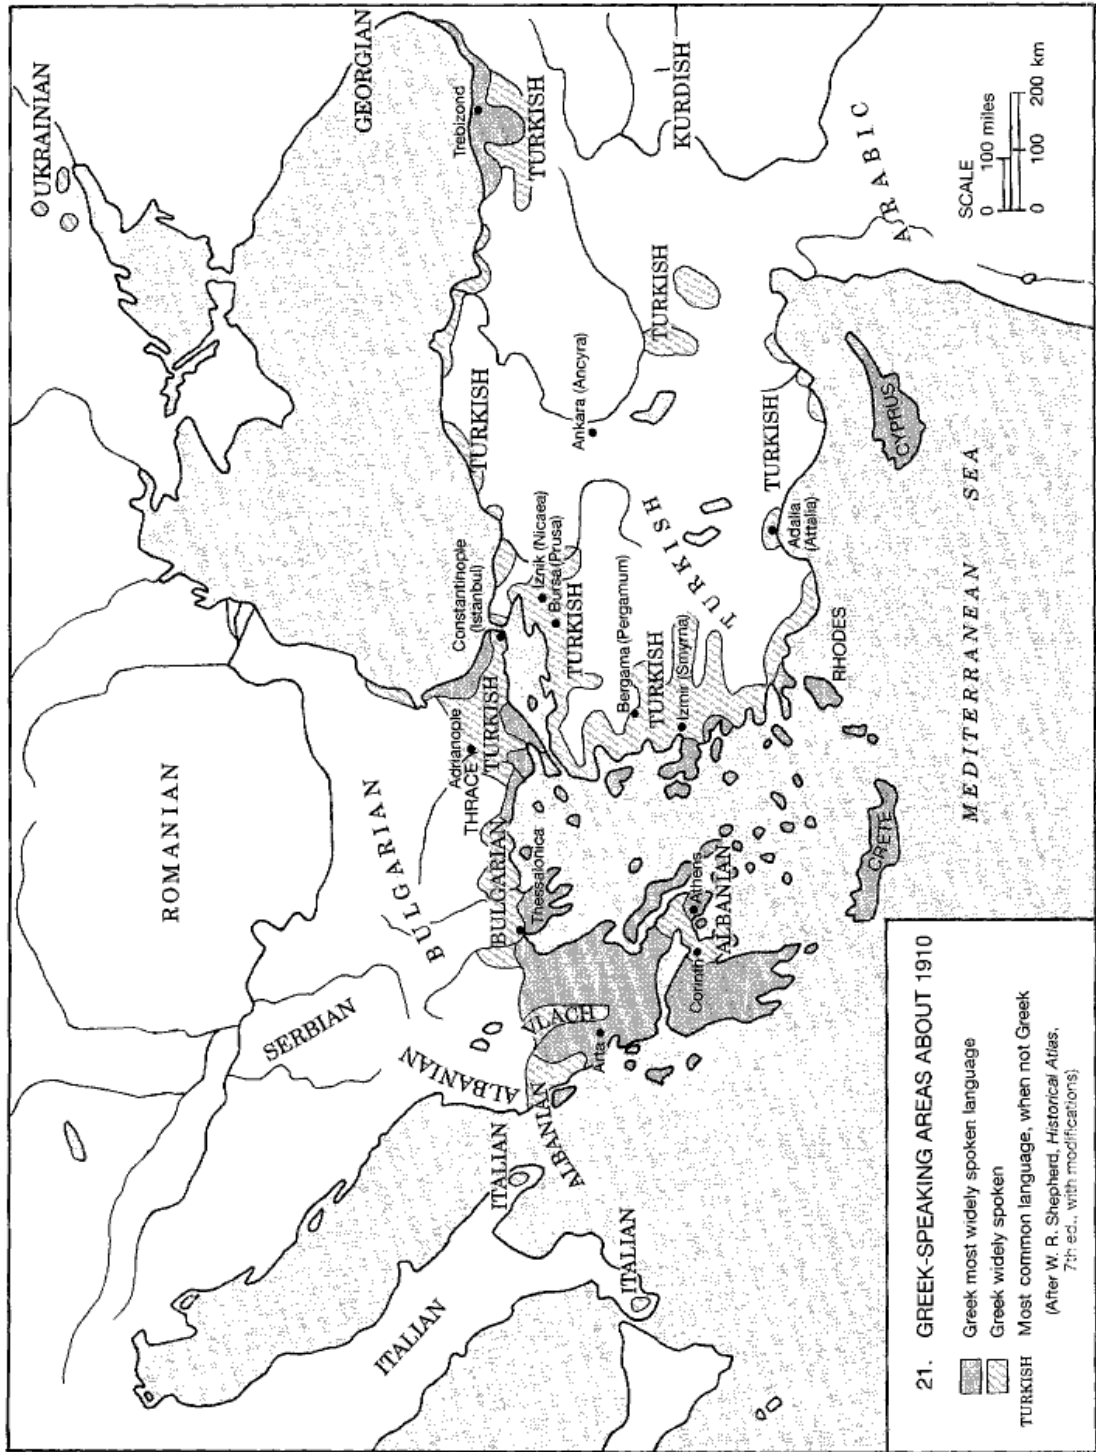 UKRAINIAN
GEORGIAN
ROMANIAN
SERBIAN
BULGARIAN
ALBANIAN
ITALIAN
ITALIAN
ITALIAN
ALBANIAN
ALBANIAN
VLACH
Arta
BULGARIAN
Thessalonica
THRACE
Adrianople
TURKISH
Constantinople
(Istanbul)
Iznik (Nicaea)
Bursa (Prusa)
TURKISH
TURKISH
Trebizond
TURKISH
KURDISH
TURKISH
Ankara (Ancyra)
Bergama (Pergamum)
TURKISH
Izmir (Smyrna)
TURKISH
TURKISH
Adalia
(Attalia)
ARABIC
Athens
ALBANIAN
Corinth
RHODES
CRETE
CYPRUS
MEDITERRANEAN SEA
SCALE
0 100 miles
0 100 200 km
21. GREEK-SPEAKING AREAS ABOUT 1910
Greek most widely spoken language
Greek widely spoken
TURKISH Most common language, when not Greek
(After W. R. Shepherd, Historical Atlas,
7th ed., with modifications)